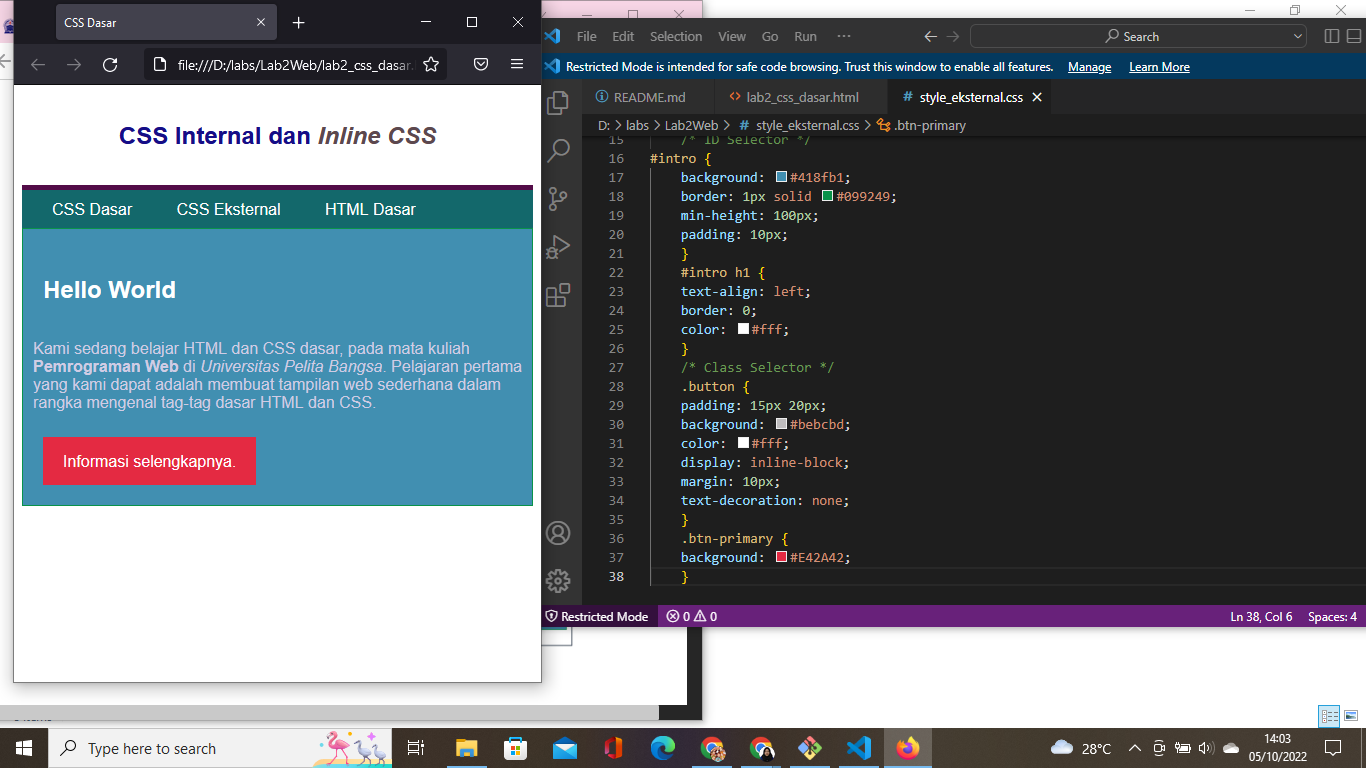 CSS Dasar
file:///D:/labs/Lab2Web/lab2_css_dasar.
CSS Internal dan Inline CSS
CSS Dasar CSS Eksternal HTML Dasar
Hello World
Kami sedang belajar HTML dan CSS dasar, pada mata kuliah
Pemrograman Web di Universitas Pelita Bangsa. Pelajaran pertama
yang kami dapat adalah membuat tampilan web sederhana dalam
rangka mengenal tag-tag dasar HTML dan CSS.
Informasi selengkapnya.
File Edit Selection View Go Run ··· Search
Restricted Mode is intended for safe code browsing. Trust this window to enable all features. Manage Learn More
README.md lab2_css_dasar.html # style_eksternal.css
D: > labs > Lab2Web > # style_eksternal.css > .btn-primary
15 /* ID Selector */
16 #intro {
17 background: #418fb1;
18 border: 1px solid #099249;
19 min-height: 100px;
20 padding: 10px;
21 }
22 #intro h1 {
23 text-align: left;
24 border: 0;
25 color: #fff;
26 }
27 /* Class Selector */
28 .button {
29 padding: 15px 20px;
30 background: #bebcbd;
31 color: #fff;
32 display: inline-block;
33 margin: 10px;
34 text-decoration: none;
35 }
36 .btn-primary {
37 background: #E42A42;
38 }
Restricted Mode 0 0 Ln 38, Col 6 Spaces: 4
Type here to search
28°C
14:03
05/10/2022